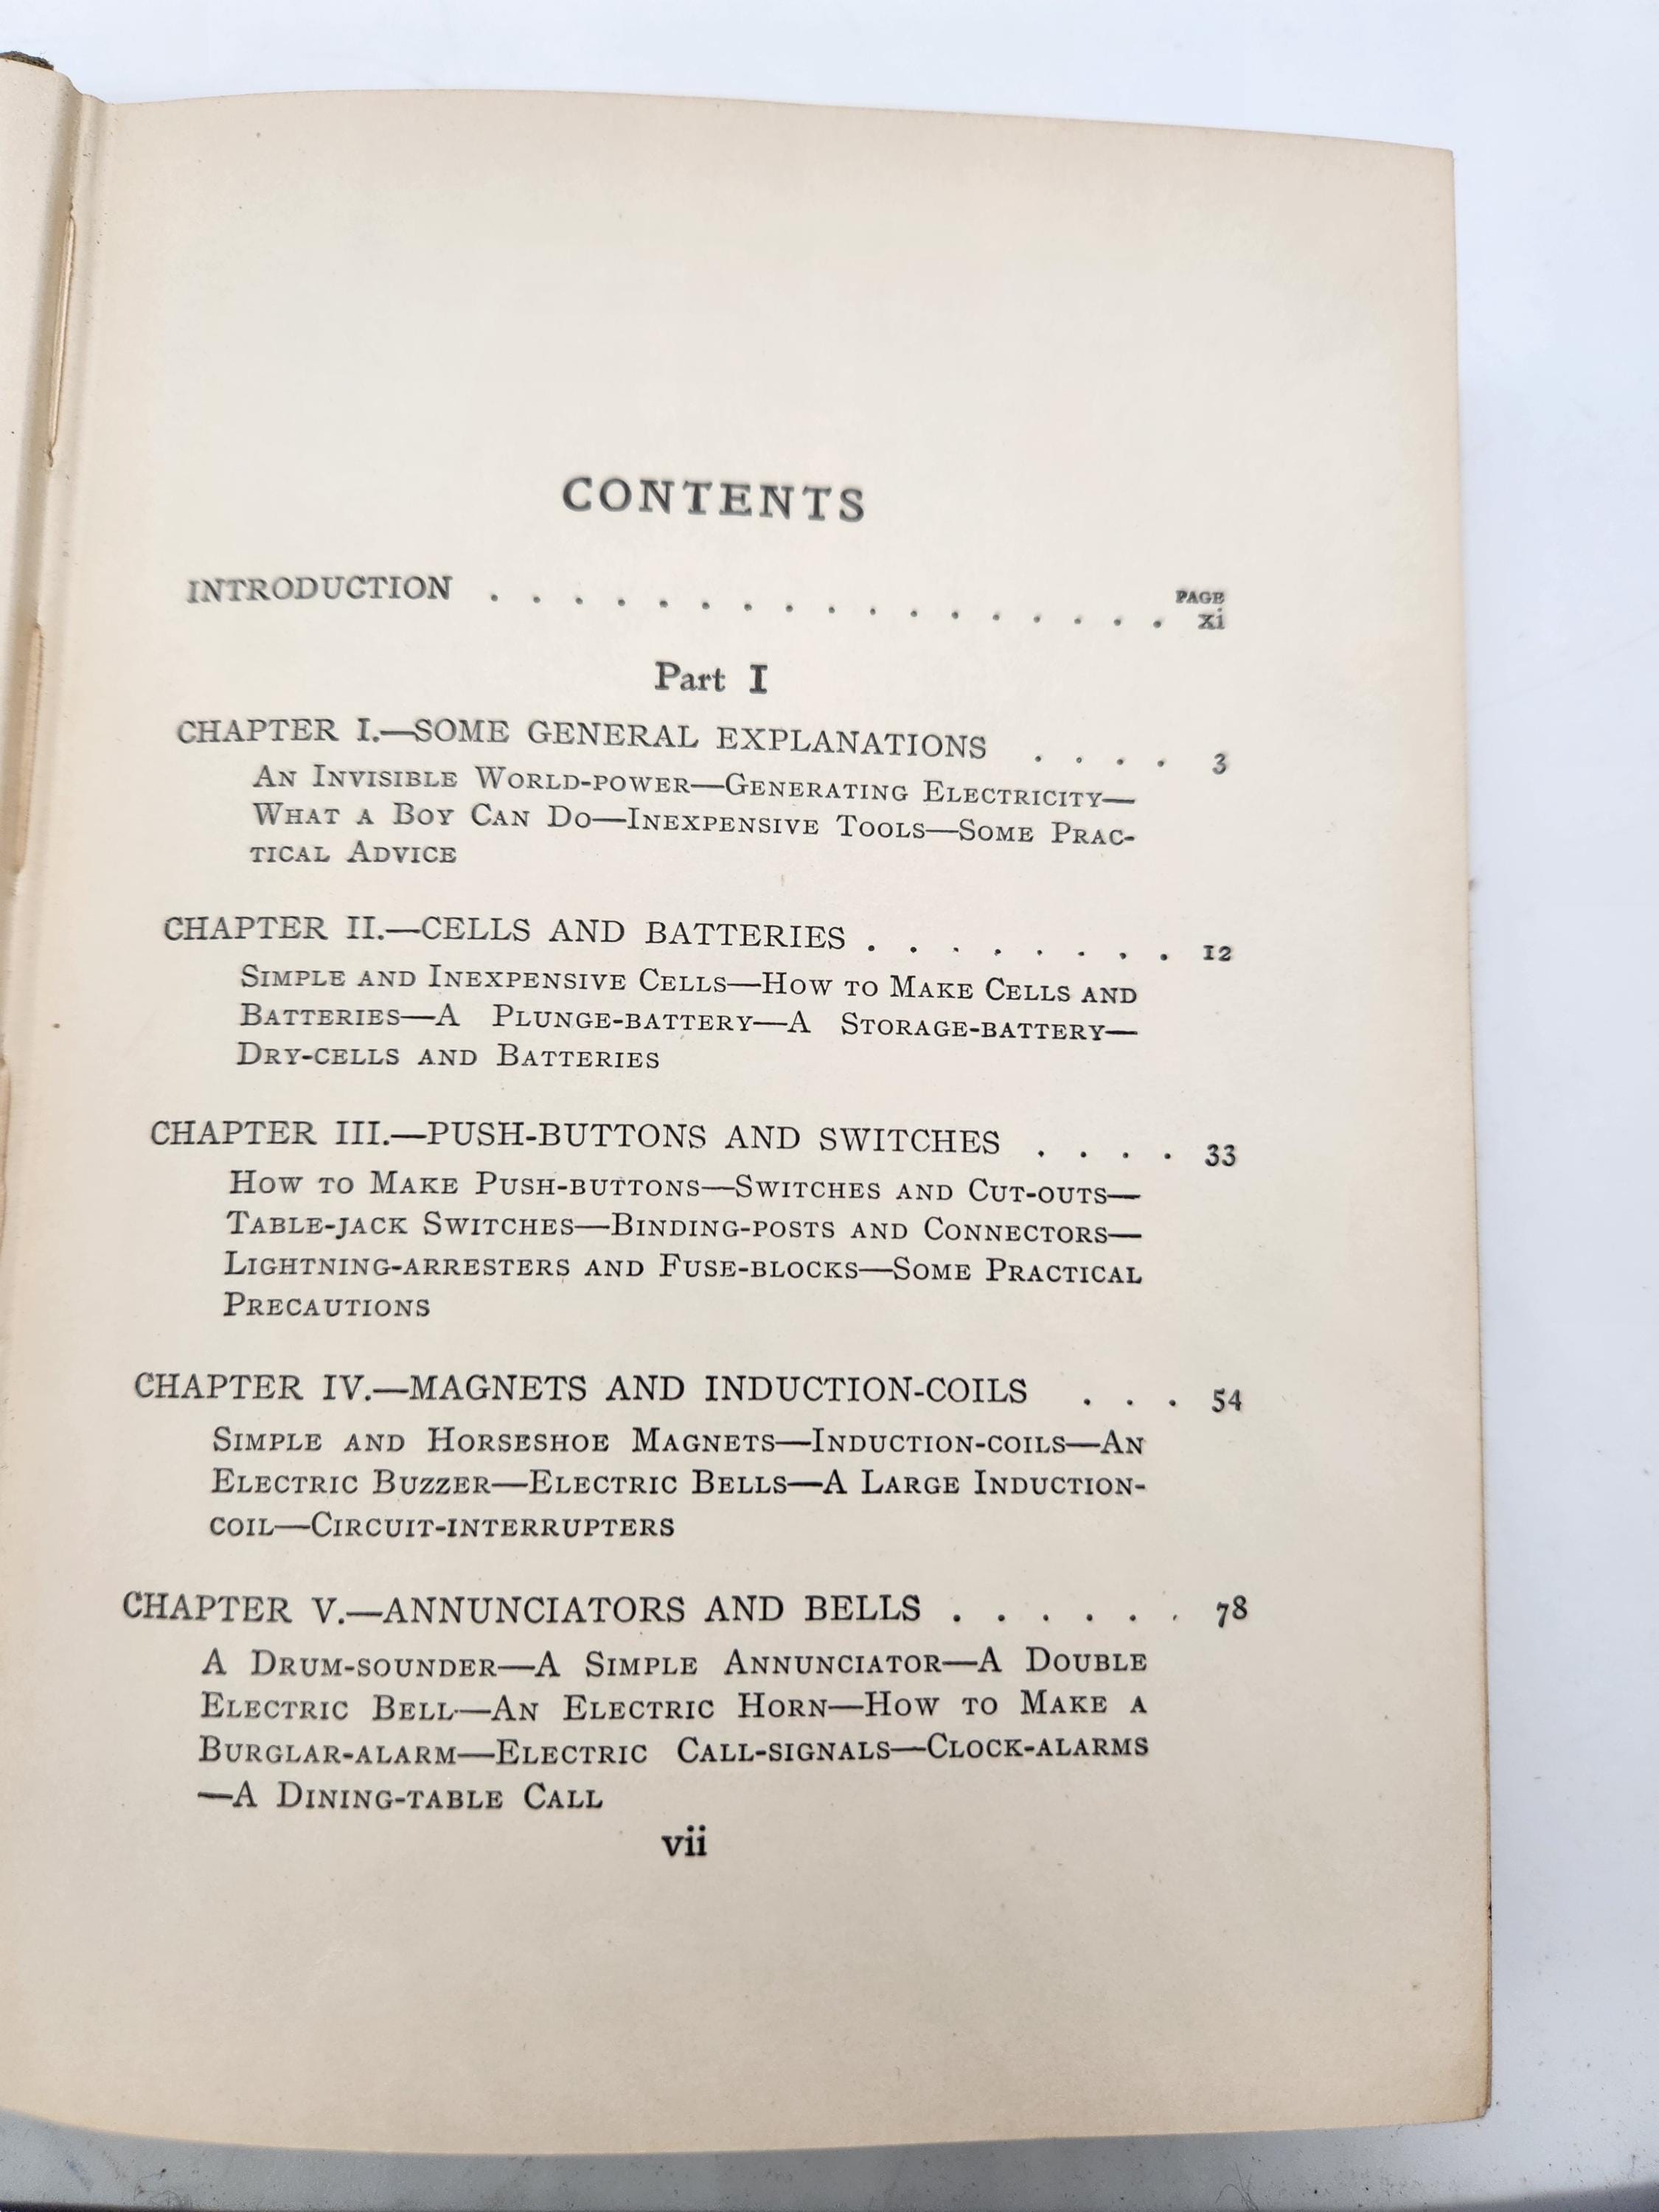 CONTENTS
PAGE
INTRODUCTION . . . . . . . . . . . . . . . . . xi
Part I
CHAPTER I.—SOME GENERAL EXPLANATIONS . . . . 3
An Invisible World-power—Generating Electricity—
What a Boy Can Do—Inexpensive Tools—Some Prac-
tical Advice
CHAPTER II.—CELLS AND BATTERIES . . . . . . . . 12
Simple and Inexpensive Cells—How to Make Cells and
Batteries—A Plunge-battery—A Storage-battery—
Dry-cells and Batteries
CHAPTER III.—PUSH-BUTTONS AND SWITCHES . . . . 33
How to Make Push-buttons—Switches and Cut-outs—
Table-jack Switches—Binding-posts and Connectors—
Lightning-arresters and Fuse-blocks—Some Practical
Precautions
CHAPTER IV.—MAGNETS AND INDUCTION-COILS . . . 54
Simple and Horseshoe Magnets—Induction-coils—An
Electric Buzzer—Electric Bells—A Large Induction-
coil—Circuit-interrupters
CHAPTER V.—ANNUNCIATORS AND BELLS . . . . . . 78
A Drum-sounder—A Simple Annunciator—A Double
Electric Bell—An Electric Horn—How to Make a
Burglar-alarm—Electric Call-signals—Clock-alarms
—A Dining-table Call
vii